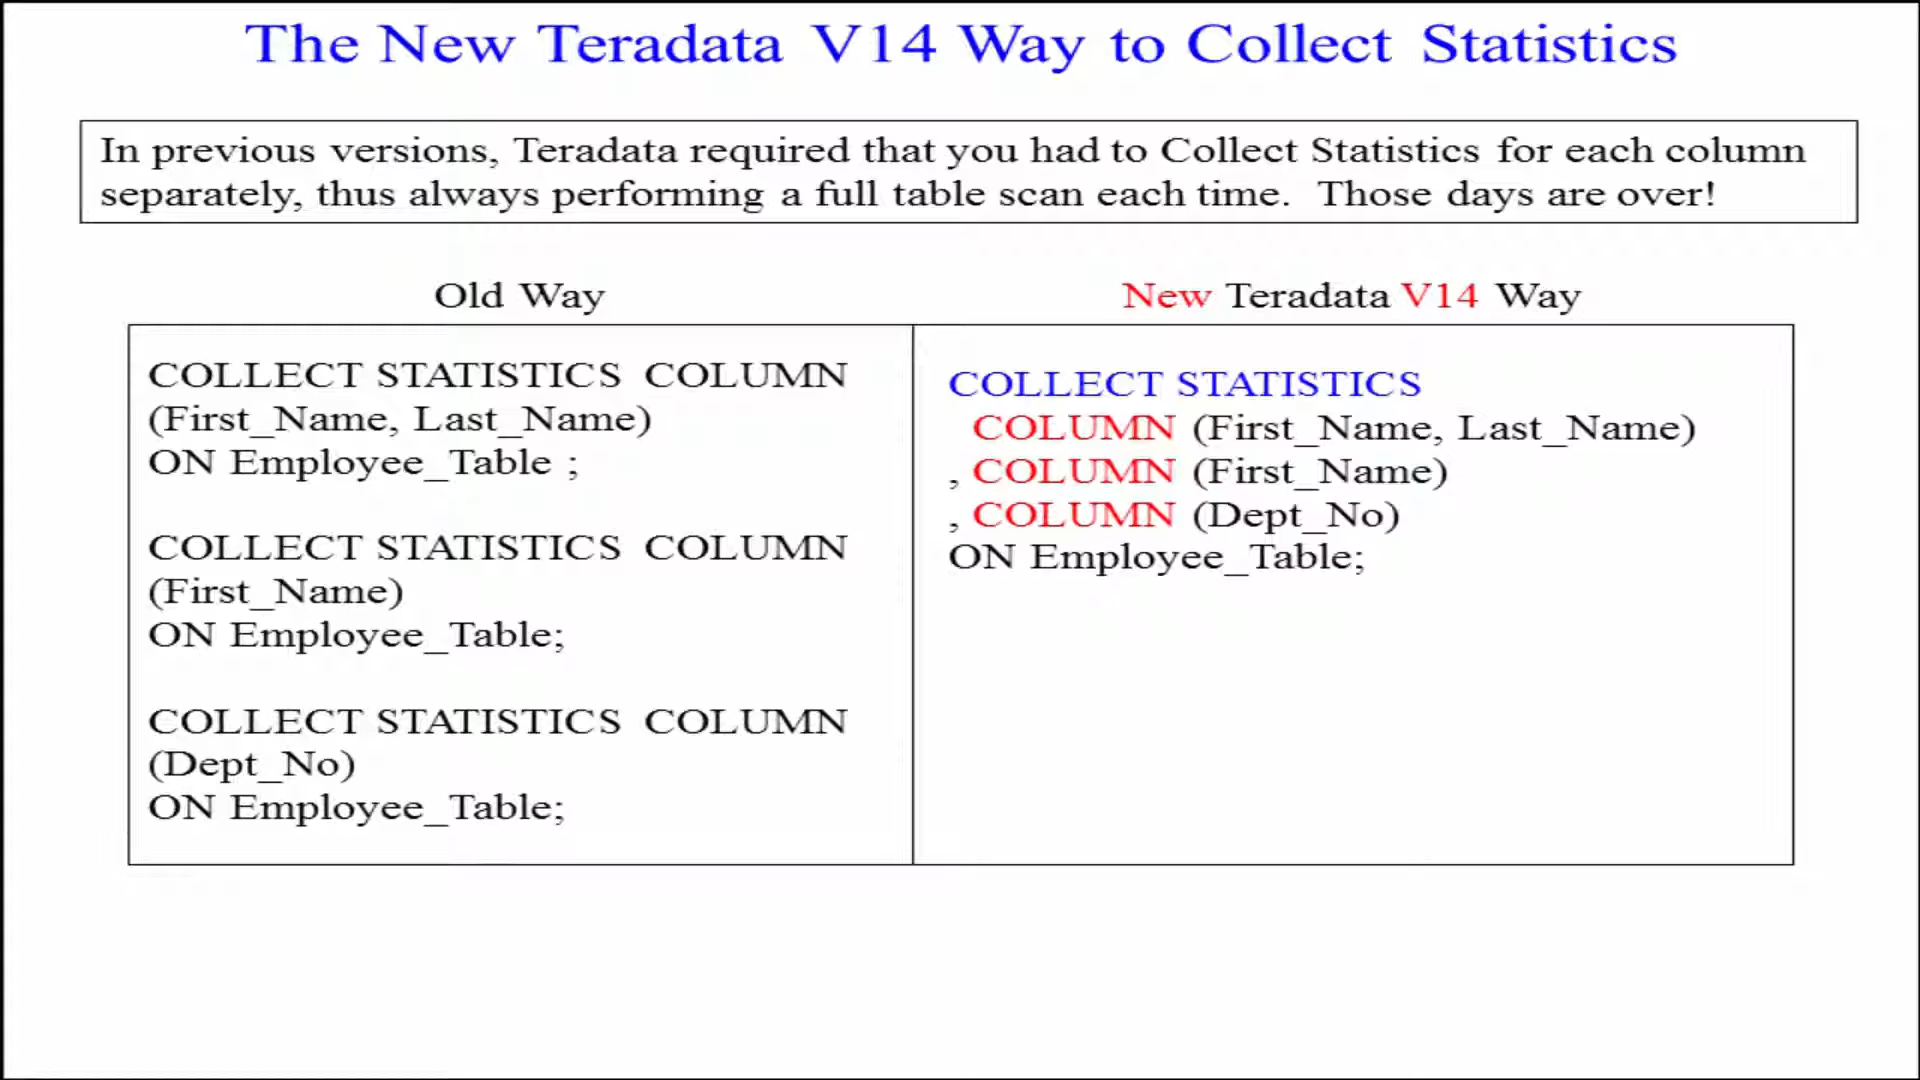 The New Teradata V14 Way to Collect Statistics
In previous versions, Teradata required that you had to Collect Statistics for each column
separately, thus always performing a full table scan each time. Those days are over!
Old Way
COLLECT STATISTICS COLUMN
(First_Name, Last_Name)
ON Employee_Table ;
COLLECT STATISTICS COLUMN
(First_Name)
ON Employee_Table;
COLLECT STATISTICS COLUMN
(Dept_No)
ON Employee_Table;
New Teradata V14 Way
COLLECT STATISTICS
COLUMN (First_Name, Last_Name)
, COLUMN (First_Name)
, COLUMN (Dept_No)
ON Employee_Table;